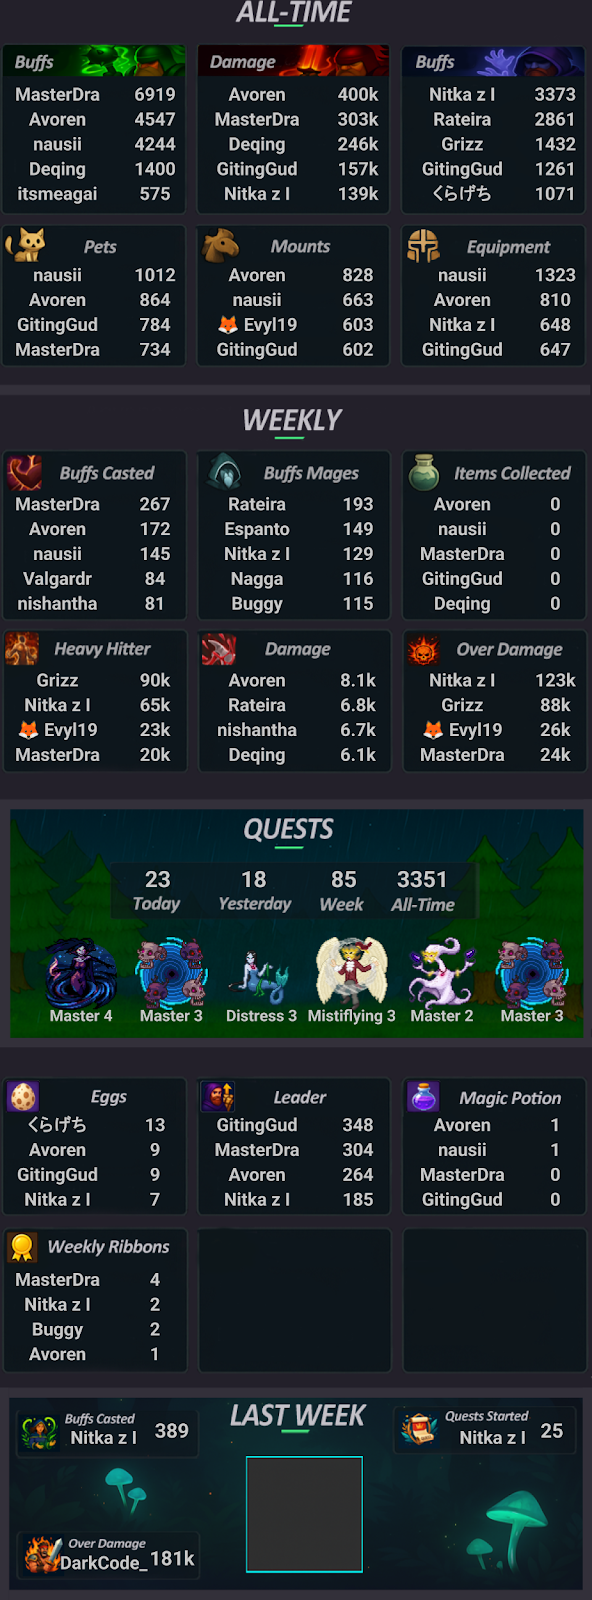 ALL-TIME
Buffs
MasterDra 6919
Avoren 4547
nausii 4244
Deqing 1400
itsmeagai 575
Damage
Avoren 400k
MasterDra 303k
Deqing 246k
GitingGud 157k
Nitka z I 139k
Buffs
Nitka z I 3373
Rateira 2861
Grizz 1432
GitingGud 1261
くらげち 1071
Pets
nausii 1012
Avoren 864
GitingGud 784
MasterDra 734
Mounts
Avoren 828
nausii 663
🦊 Evyl19 603
GitingGud 602
Equipment
nausii 1323
Avoren 810
Nitka z I 648
GitingGud 647
WEEKLY
Buffs Casted
MasterDra 267
Avoren 172
nausii 145
Valgardr 84
nishantha 81
Buffs Mages
Rateira 193
Espanto 149
Nitka z I 129
Nagga 116
Buggy 115
Items Collected
Avoren 0
nausii 0
MasterDra 0
GitingGud 0
Deqing 0
Heavy Hitter
Grizz 90k
Nitka z I 65k
🦊 Evyl19 23k
MasterDra 20k
Damage
Avoren 8.1k
Rateira 6.8k
nishantha 6.7k
Deqing 6.1k
Over Damage
Nitka z I 123k
Grizz 88k
🦊 Evyl19 26k
MasterDra 24k
QUESTS
23 18 85 3351
Today Yesterday Week All-Time
Master 4 Master 3 Distress 3 Mistiflying 3 Master 2 Master 3
Eggs
くらげち 13
Avoren 9
GitingGud 9
Nitka z I 7
Leader
GitingGud 348
MasterDra 304
Avoren 264
Nitka z I 185
Magic Potion
Avoren 1
nausii 1
MasterDra 0
GitingGud 0
Weekly Ribbons
MasterDra 4
Nitka z I 2
Buggy 2
Avoren 1
LAST WEEK
Buffs Casted
Nitka z I 389
Quests Started
Nitka z I 25
Over Damage
DarkCode_ 181k